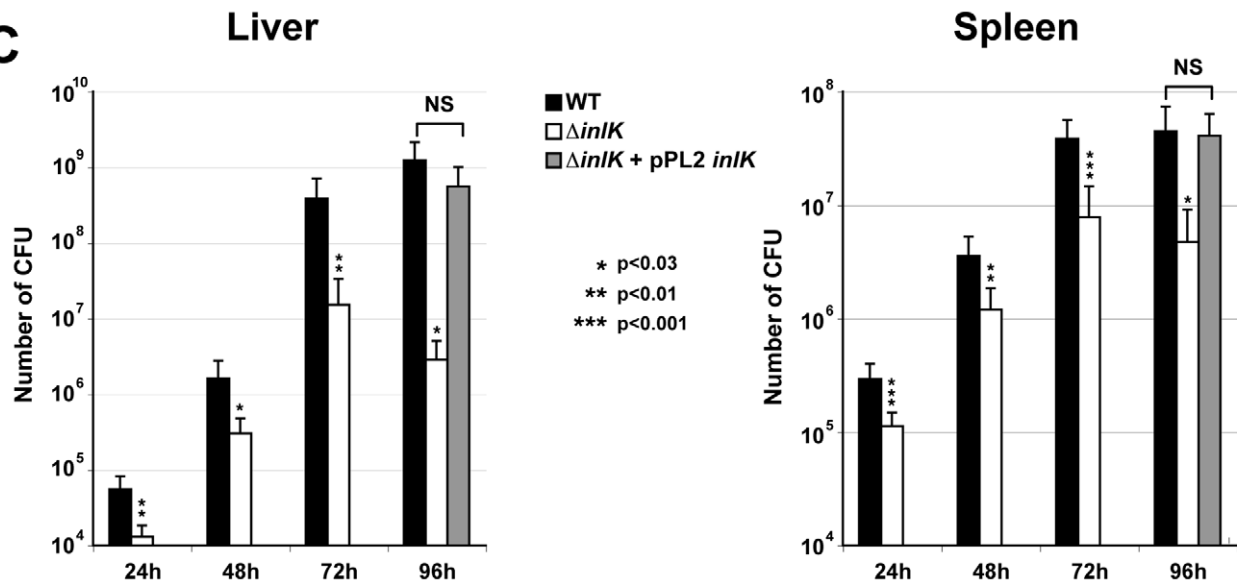 C
Liver
Spleen
Number of CFU
10^10
10^9
10^8
10^7
10^6
10^5
10^4
NS
**
*
**
*
24h
48h
72h
96h
WT
ΔinlK
ΔinlK + pPL2 inlK
* p<0.03
** p<0.01
*** p<0.001
Number of CFU
10^8
10^7
10^6
10^5
10^4
NS
***
**
***
*
24h
48h
72h
96h